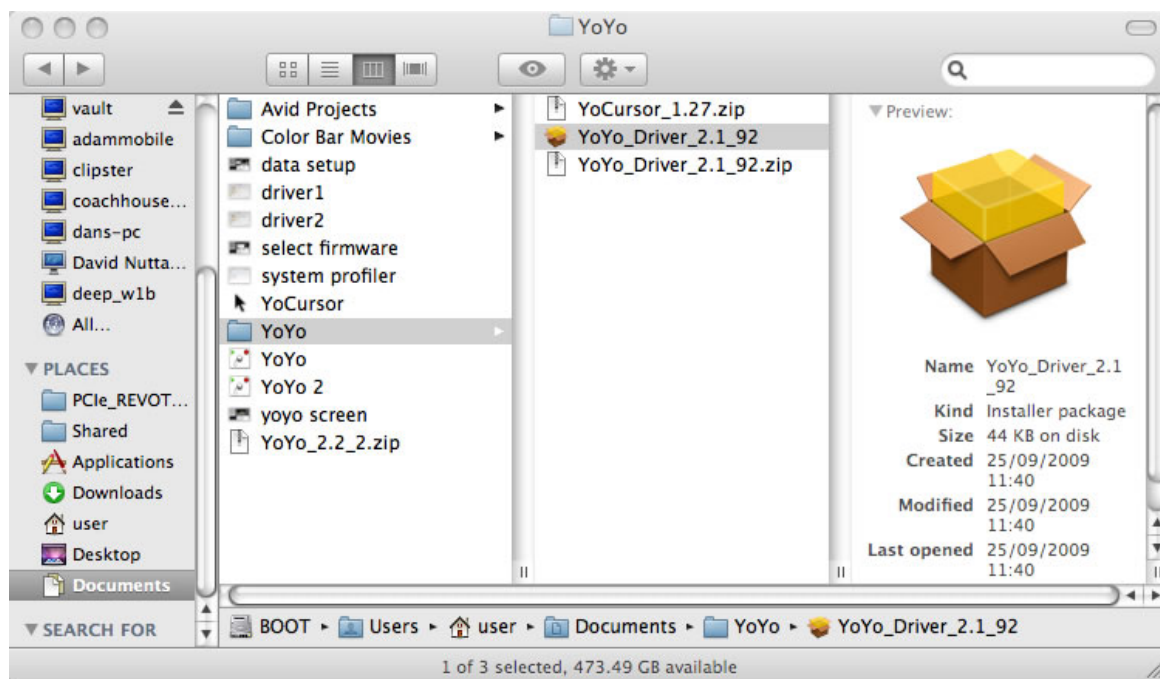 YoYo
vault
adammobile
clipster
coachhouse...
dans-pc
David Nutta...
deep_w1b
All...
PLACES
PCIe_REVOT...
Shared
Applications
Downloads
user
Desktop
Documents
SEARCH FOR
Avid Projects
Color Bar Movies
data setup
driver1
driver2
select firmware
system profiler
YoCursor
YoYo
YoYo
YoYo 2
yoyo screen
YoYo_2.2_2.zip
YoCursor_1.27.zip
YoYo_Driver_2.1_92
YoYo_Driver_2.1_92.zip
Preview:
Name YoYo_Driver_2.1
_92
Kind Installer package
Size 44 KB on disk
Created 25/09/2009
11:40
Modified 25/09/2009
11:40
Last opened 25/09/2009
11:40
BOOT Users user Documents YoYo YoYo_Driver_2.1_92
1 of 3 selected, 473.49 GB available